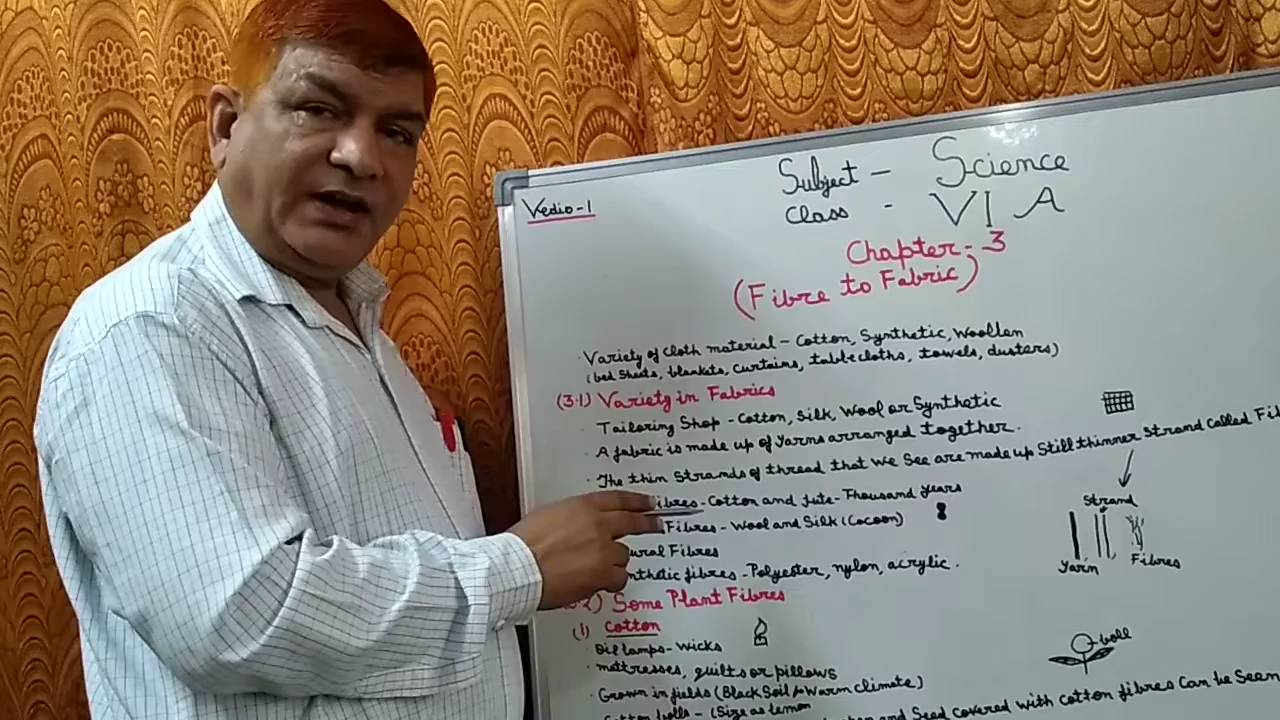 Vedio-1
Subject - Science
Class - VI A
Chapter-3
(Fibre to Fabric)
· Variety of cloth material - Cotton, Synthetic, Woollen
(bed sheets, blankets, curtains, tablecloths, towels, dusters)
(3.1) Variety in Fabrics
· Tailoring Shop - Cotton, Silk, Wool or Synthetic
· A fabric is made up of Yarns arranged together.
· The thin Strands of thread that We See are made up Still thinner Strand called Fi
ibres - Cotton and jute - Thousand years
Fibres - Wool and Silk (Cocoon)
ural Fibres
nthetic fibres - Polyester, nylon, acrylic.
Strand
Yarn
Fibres
2) Some Plant Fibres
(1) Cotton
· Oil lamps - Wicks
· mattresses, quilts or pillows
· Grown in fields (Black Soil & Warm climate)
boll
· Cotton bolls - (Size as lemon
and Seed covered with cotton fibres Can be Seen